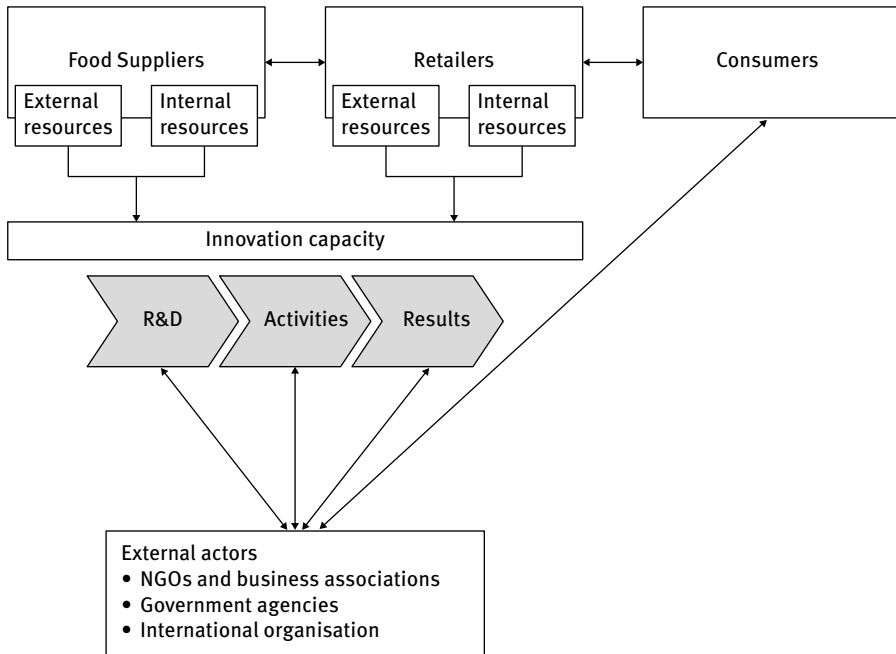 Food Suppliers
Retailers
Consumers
External
resources
Internal
resources
External
resources
Internal
resources
Innovation capacity
R&D
Activities
Results
External actors
• NGOs and business associations
• Government agencies
• International organisation